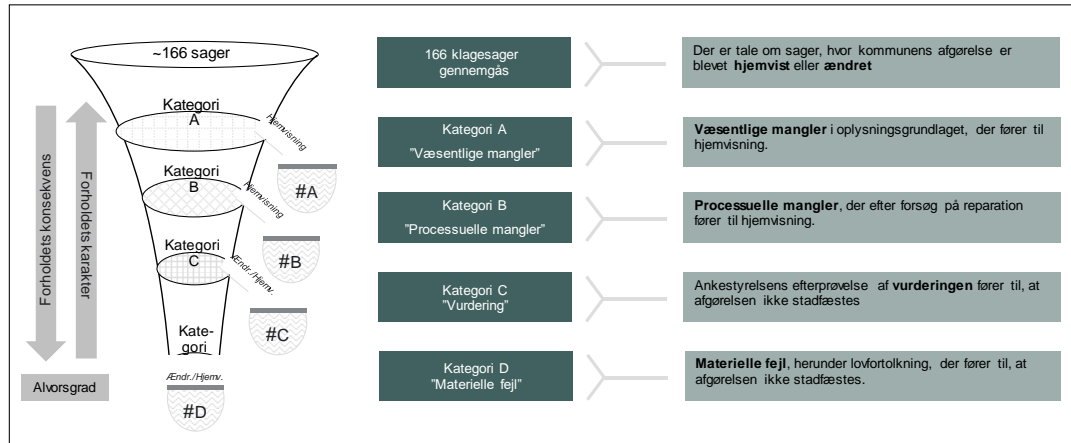 ~166 sager
Kategori
A
Hjemvisning
#A
Kategori
B
Hjemvisning
#B
Kategori
C
Ændr./Hjemv.
#C
Kate-
gori
Ændr./Hjemv.
#D
Forholdets konsekvens
Forholdets karakter
Alvorsgrad
166 klagesager
gennemgås
Der er tale om sager, hvor kommunens afgørelse er
blevet hjemvist eller ændret
Kategori A
"Væsentlige mangler"
Væsentlige mangler i oplysningsgrundlaget, der fører til
hjemvisning.
Kategori B
"Processuelle mangler"
Processuelle mangler, der efter forsøg på reparation
fører til hjemvisning.
Kategori C
"Vurdering"
Ankestyrelsens efterprøvelse af vurderingen fører til, at
afgørelsen ikke stadfæstes
Kategori D
"Materielle fejl"
Materielle fejl, herunder lovfortolkning, der fører til, at
afgørelsen ikke stadfæstes.